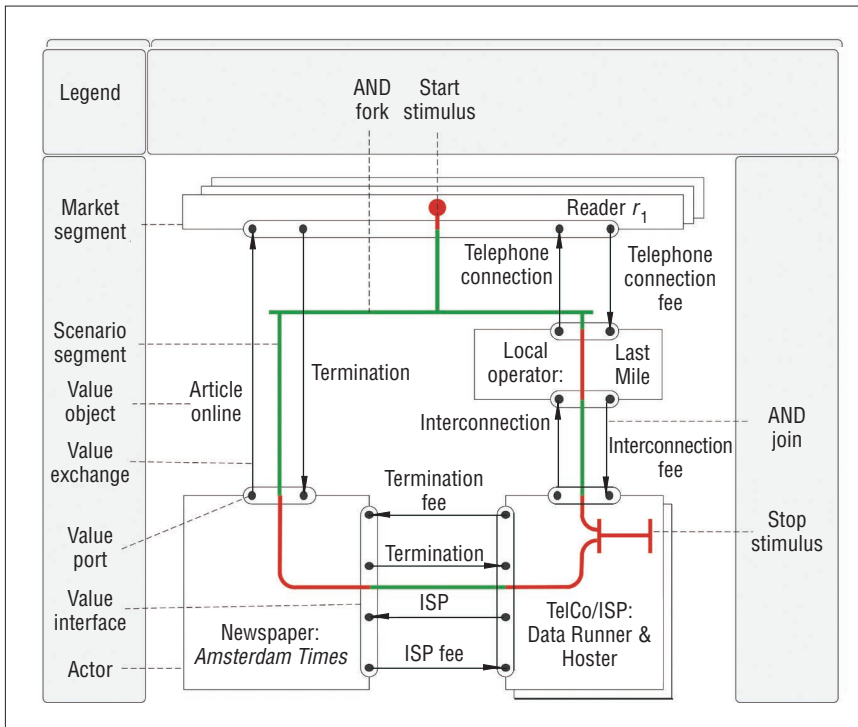 Legend
AND
fork
Start
stimulus
Market
segment
Reader r1
Telephone
connection
Telephone
connection
fee
Scenario
segment
Value
object
Article
online
Termination
Local
operator:
Last
Mile
Interconnection
Interconnection
fee
AND
join
Value
exchange
Termination
fee
Value
port
Termination
Stop
stimulus
Value
interface
ISP
Newspaper:
Amsterdam Times
TelCo/ISP:
Data Runner &
Hoster
Actor
ISP fee